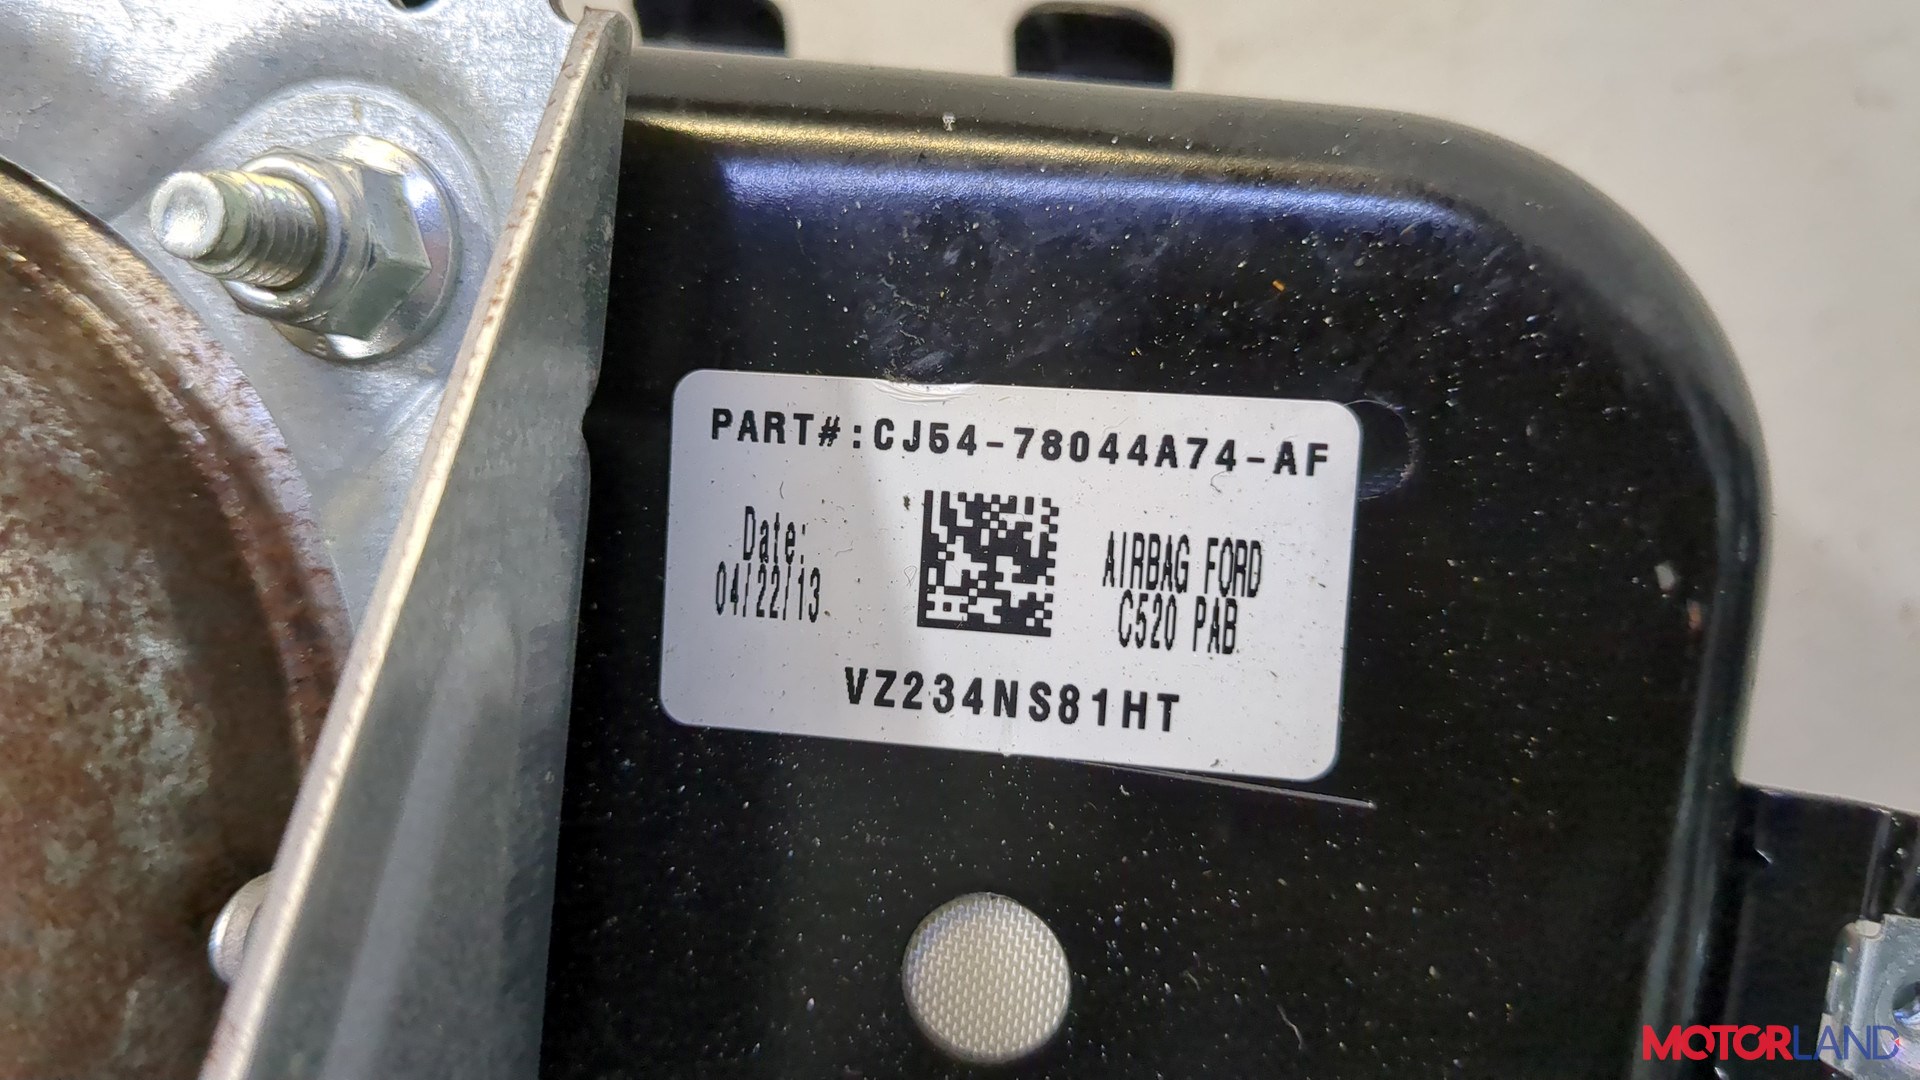 PART#:CJ54-78044A74-AF
Date:
04/22/13
AIRBAG FORD
C520 PAB
VZ234NS81HT
MOTORLAND